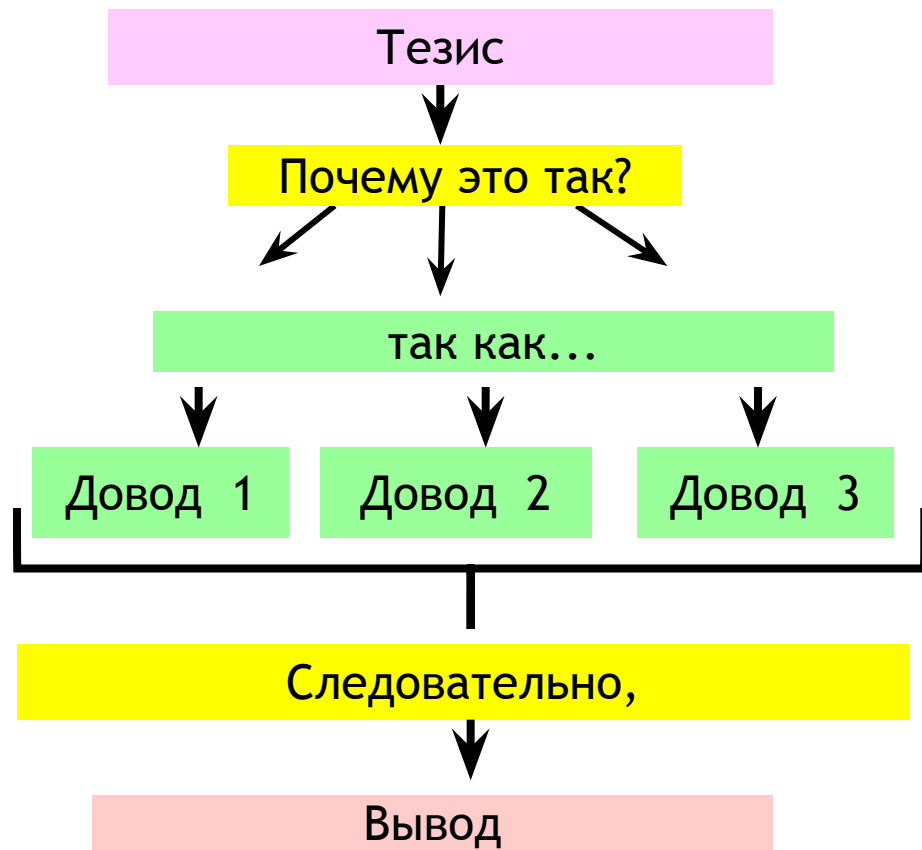 Тезис
Почему это так?
так как...
Довод 1
Довод 2
Довод 3
Следовательно,
Вывод